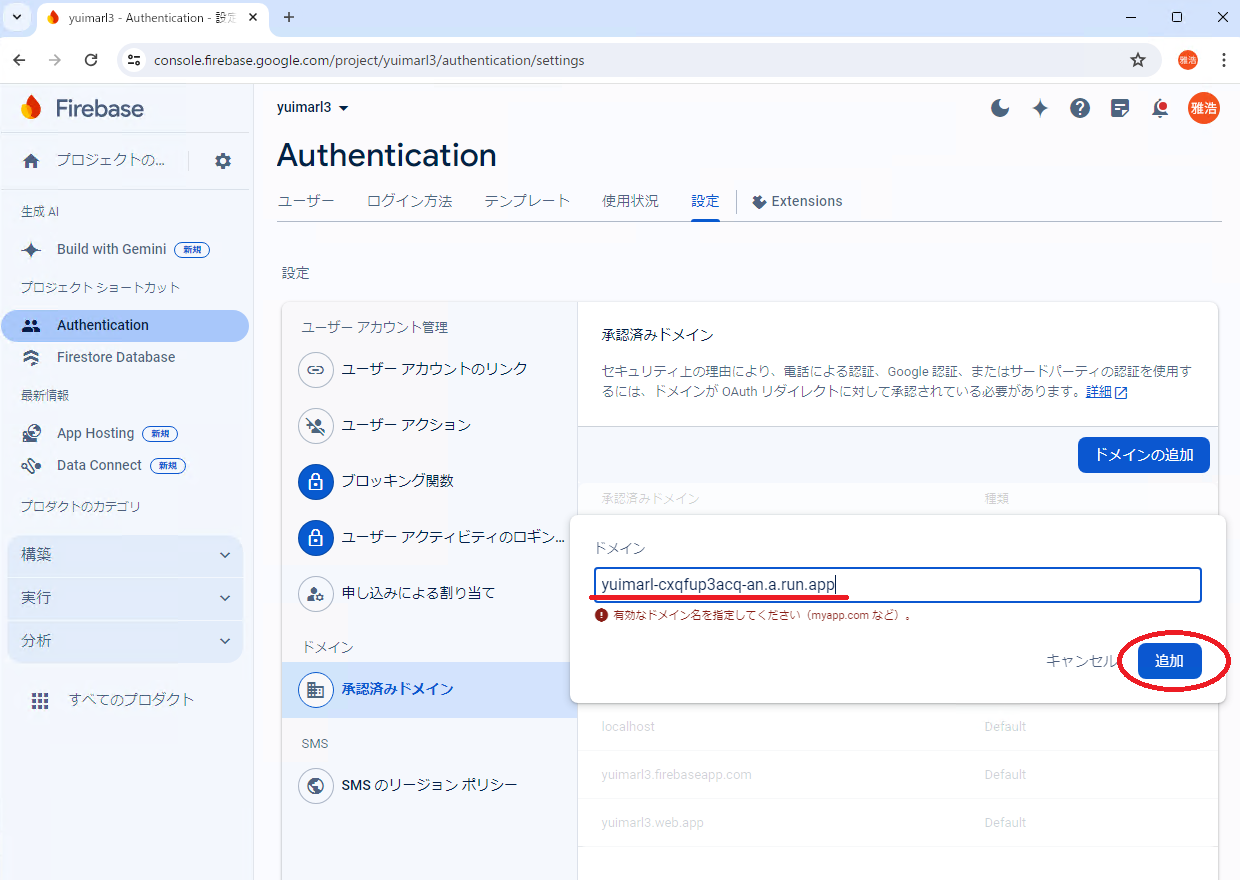 yuimarl3 - Authentication - 設定
console.firebase.google.com/project/yuimarl3/authentication/settings
雅浩
Firebase
プロジェクトの...
生成 AI
Build with Gemini 新規
プロジェクト ショートカット
Authentication
Firestore Database
最新情報
App Hosting 新規
Data Connect 新規
プロダクトのカテゴリ
構築
実行
分析
すべてのプロダクト
yuimarl3
雅浩
Authentication
ユーザー ログイン方法 テンプレート 使用状況 設定 Extensions
設定
ユーザー アカウント管理
ユーザー アカウントのリンク
ユーザー アクション
ブロッキング関数
ユーザー アクティビティのロギン...
申し込みによる割り当て
ドメイン
承認済みドメイン
SMS
SMS のリージョン ポリシー
承認済みドメイン
セキュリティ上の理由により、電話による認証、Google 認証、またはサードパーティの認証を使用す
るには、ドメインが OAuth リダイレクトに対して承認されている必要があります。詳細
ドメインの追加
承認済みドメイン 種類
ドメイン
yuimarl-cxqfup3acq-an.a.run.app
有効なドメイン名を指定してください（myapp.com など）。
キャンセル 追加
localhost Default
yuimarl3.firebaseapp.com Default
yuimarl3.web.app Default